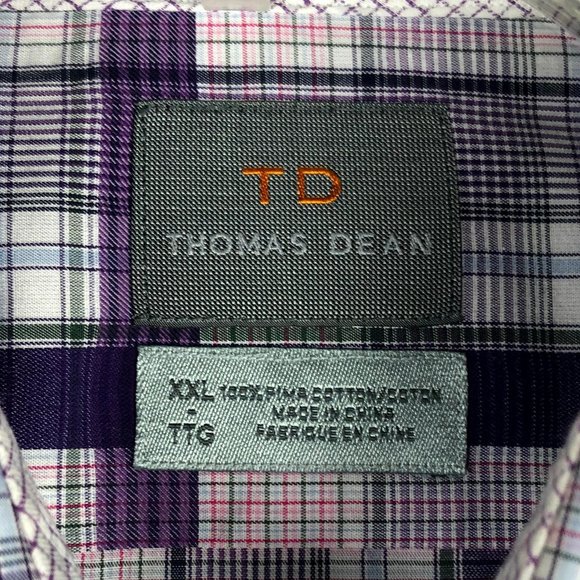 TD
THOMAS DEAN
XXL 100% PIMA COTTON/COTON
- MADE IN CHINA
TTG FABRIQUE EN CHINE